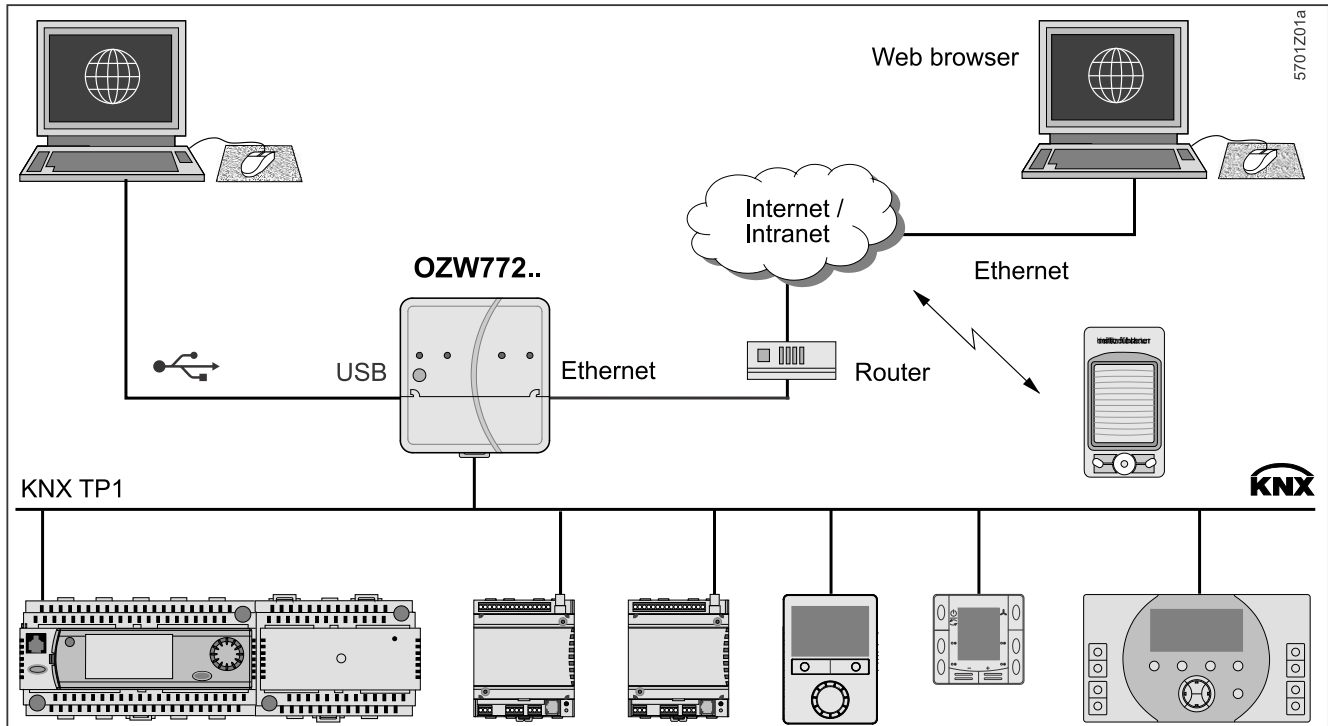 5701Z01a
Web browser
Internet /
Intranet
Ethernet
OZW772..
USB
Ethernet
Router
KNX TP1
KNX